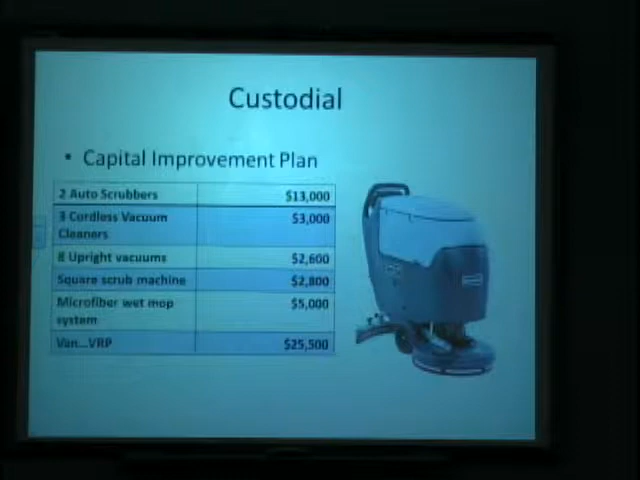 Custodial
• Capital Improvement Plan
2 Auto Scrubbers $13,000
3 Cordless Vacuum $3,000
Cleaners
8 Upright vacuums $2,600
Square scrub machine $2,800
Microfiber wet mop $5,000
system
Van...VRP $25,500